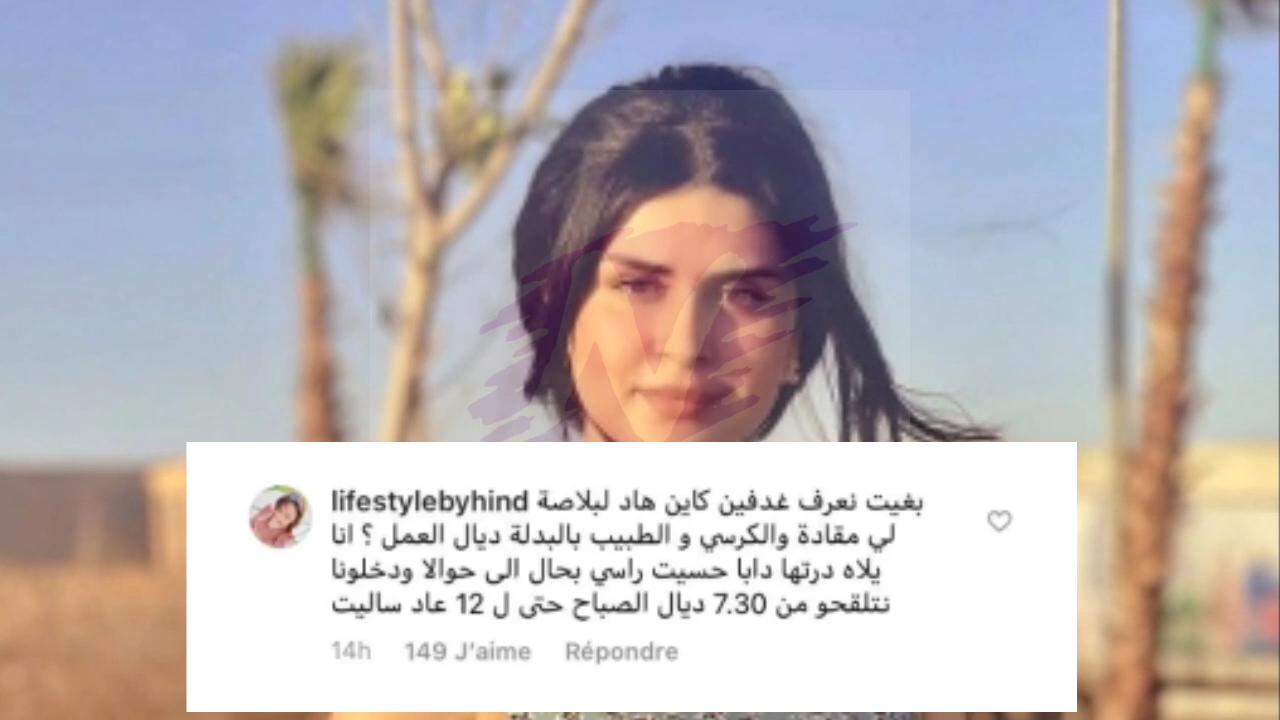 lifestylebyhind بغيت نعرف غدفين كاين هاد لبلاصة
لي مقادة والكرسي و الطبيب بالبدلة ديال العمل ؟ انا
يلاه درتها دابا حسيت راسي بحال الى حوالا ودخلونا
نتلقحو من 7.30 ديال الصباح حتى ل 12 عاد ساليت
14h 149 J'aime Répondre